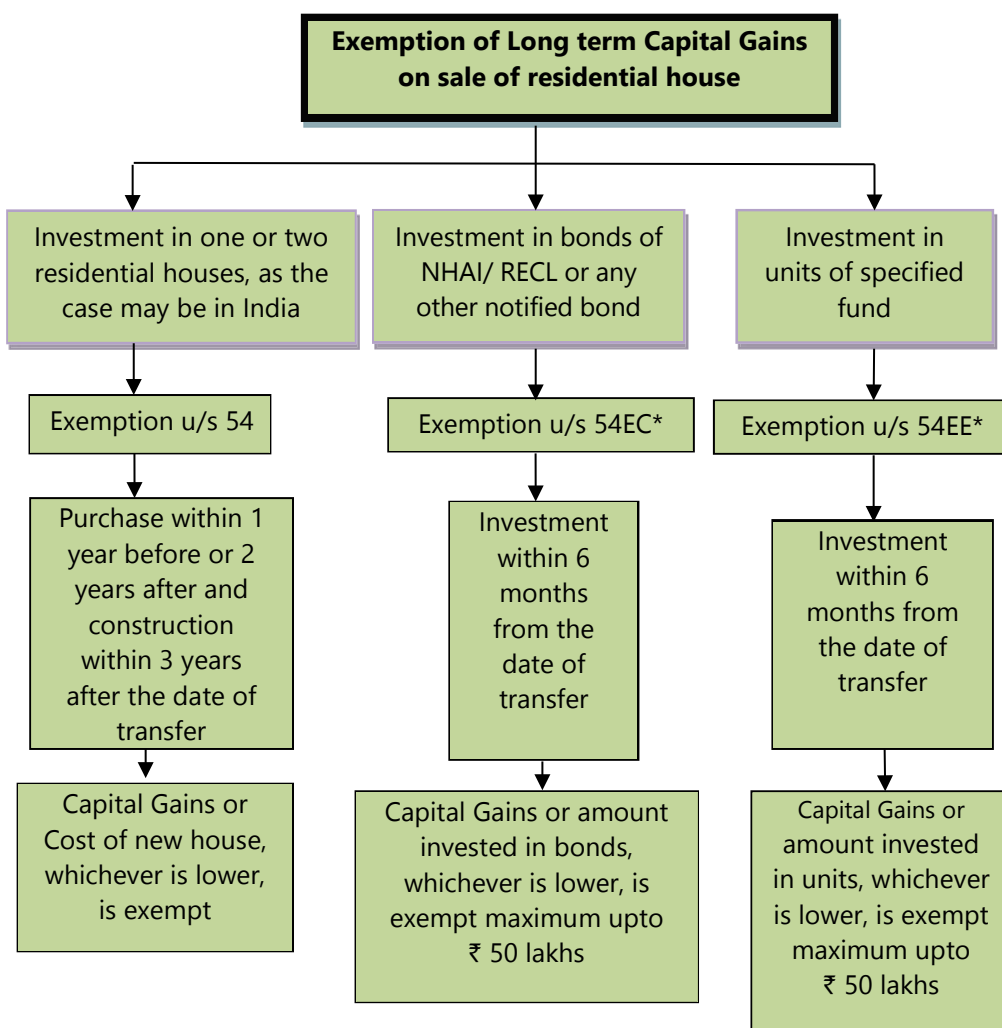 Exemption of Long term Capital Gains
on sale of residential house
Investment in one or two
residential houses, as the
case may be in India
Exemption u/s 54
Purchase within 1
year before or 2
years after and
construction
within 3 years
after the date of
transfer
Capital Gains or
Cost of new house,
whichever is lower,
is exempt
Investment in bonds of
NHAI/ RECL or any
other notified bond
Exemption u/s 54EC*
Investment
within 6
months
from the
date of
transfer
Capital Gains or amount
invested in bonds,
whichever is lower, is
exempt maximum upto
₹ 50 lakhs
Investment in
units of specified
fund
Exemption u/s 54EE*
Investment
within 6
months from
the date of
transfer
Capital Gains or
amount invested
in units, whichever
is lower, is exempt
maximum upto
₹ 50 lakhs